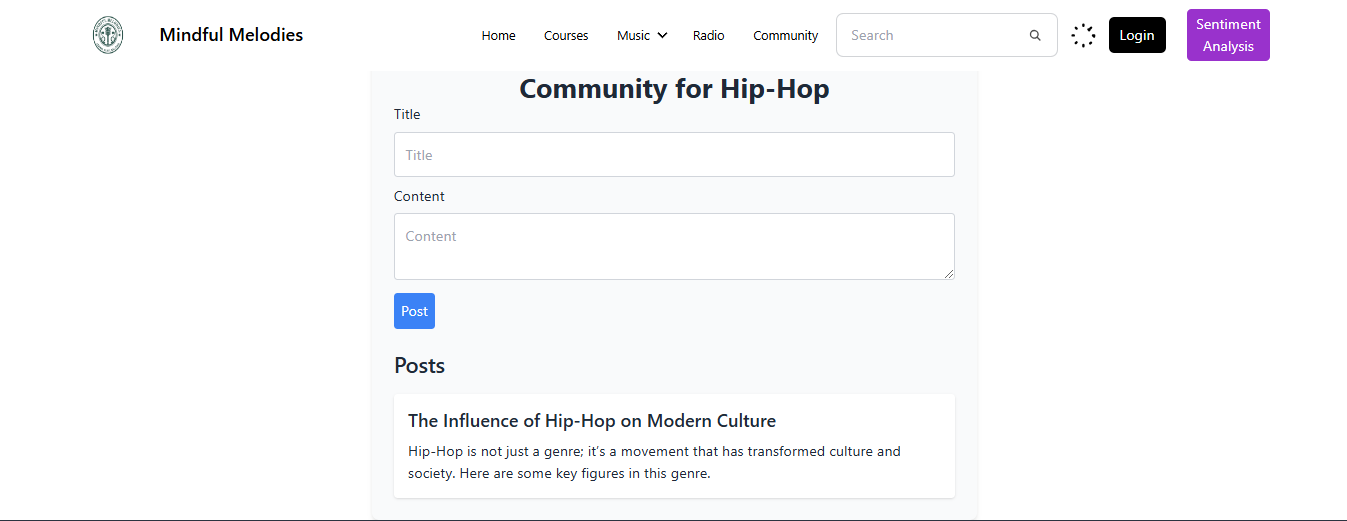 Mindful Melodies
Home
Courses
Music
Radio
Community
Search
Login
Sentiment
Analysis
Community for Hip-Hop
Title
Title
Content
Content
Post
Posts
The Influence of Hip-Hop on Modern Culture
Hip-Hop is not just a genre; it’s a movement that has transformed culture and
society. Here are some key figures in this genre.